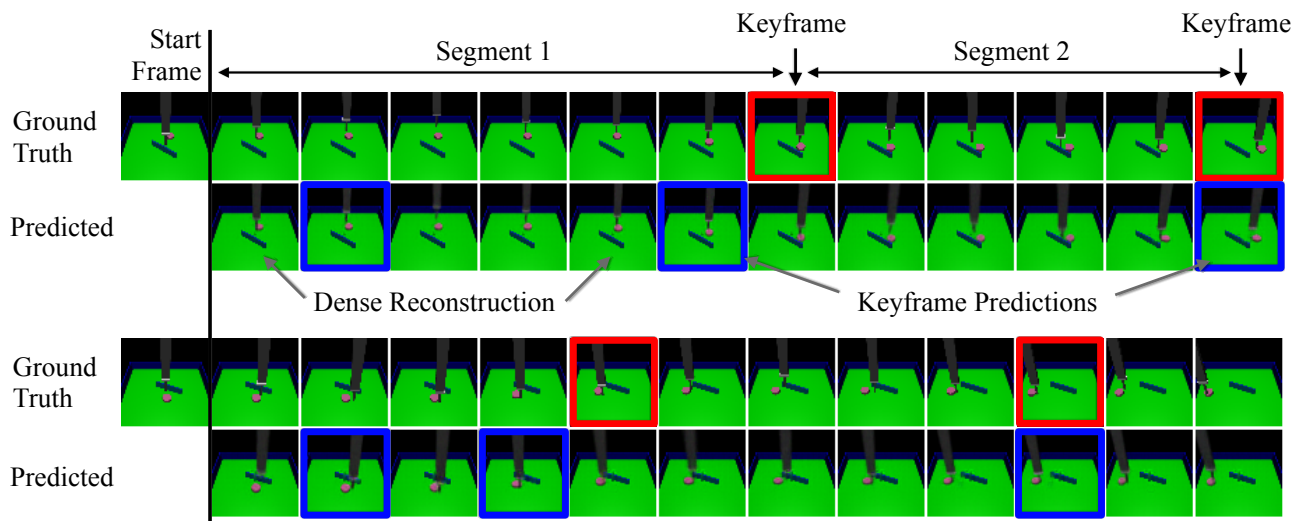 Start
Frame
Segment 1
Keyframe
Segment 2
Keyframe
Ground
Truth
Predicted
Dense Reconstruction
Keyframe Predictions
Ground
Truth
Predicted